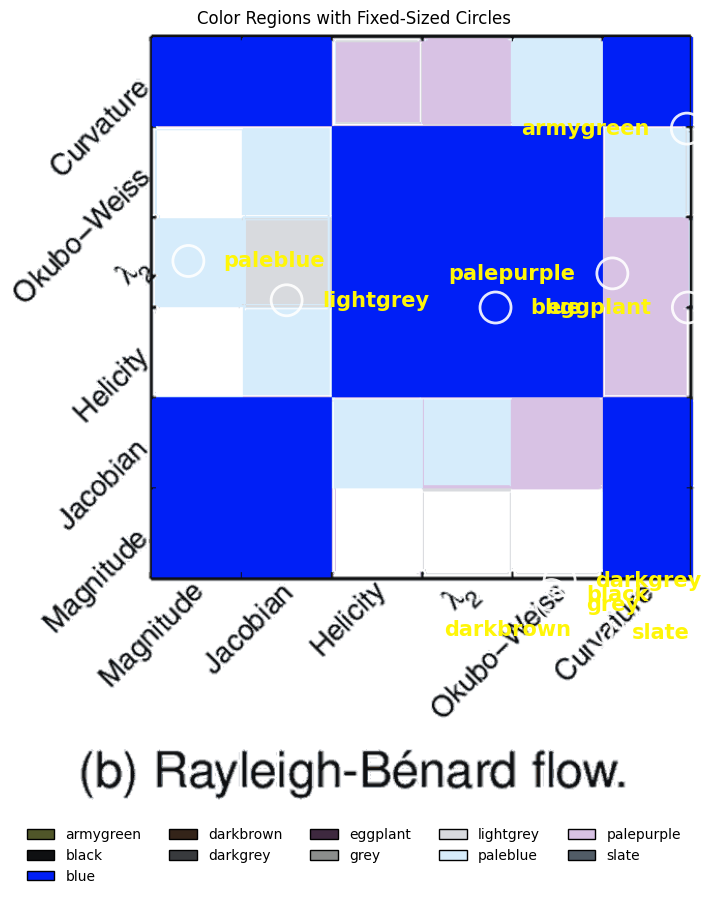 Color Regions with Fixed-Sized Circles
Curvature
armygreen
Okubo−Weiss
λ2
paleblue
palepurple
lightgrey
blue
eggplant
Helicity
Jacobian
Magnitude
darkgrey
black
grey
darkbrown
slate
Magnitude
Jacobian
Helicity
λ2
Okubo−Weiss
Curvature
(b) Rayleigh-Bénard flow.
armygreen darkbrown eggplant lightgrey palepurple
black darkgrey grey paleblue slate
blue